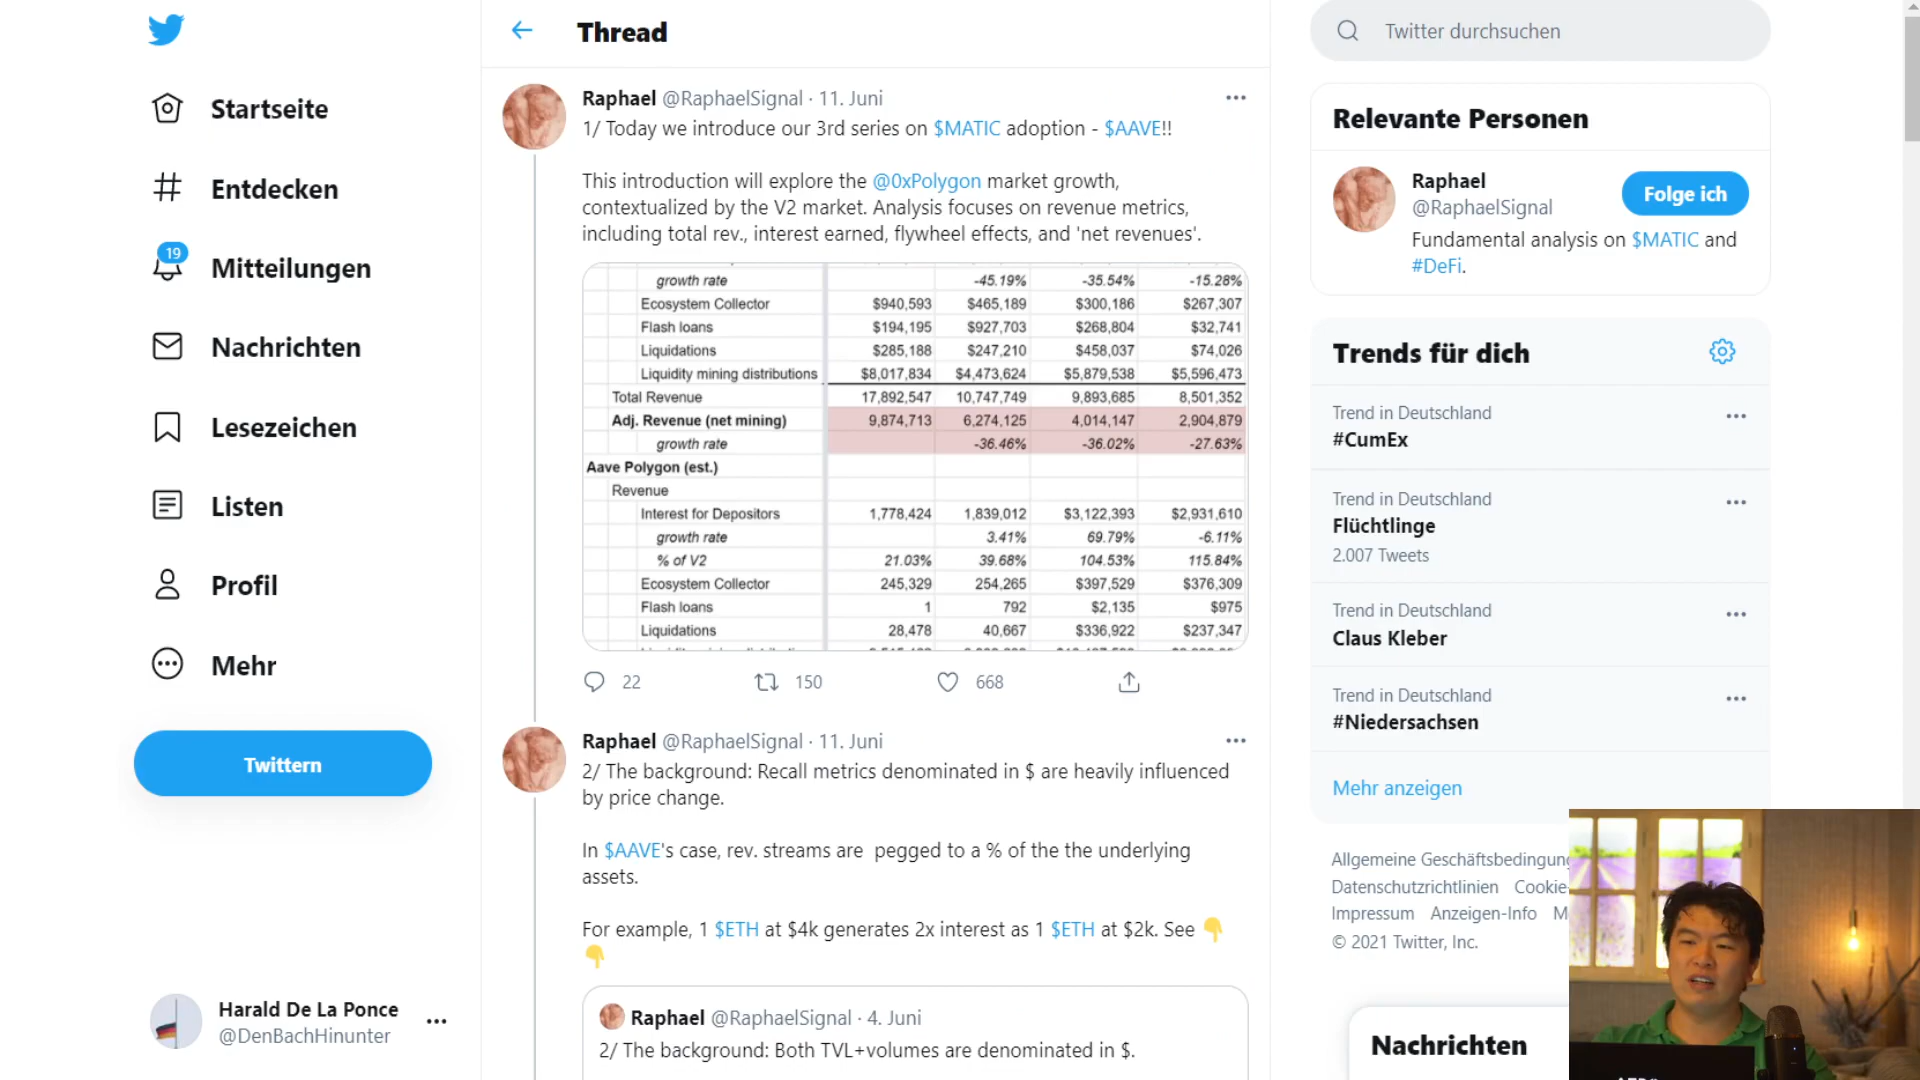 Startseite
Entdecken
19
Mitteilungen
Nachrichten
Lesezeichen
Listen
Profil
Mehr
Twittern
Harald De La Ponce
@DenBachHinunter
Thread
Raphael @RaphaelSignal · 11. Juni
1/ Today we introduce our 3rd series on $MATIC adoption - $AAVE!!
This introduction will explore the @0xPolygon market growth,
contextualized by the V2 market. Analysis focuses on revenue metrics,
including total rev., interest earned, flywheel effects, and 'net revenues'.
growth rate -45.19% -35.54% -15.28%
Ecosystem Collector $940,593 $465,189 $300,186 $267,307
Flash loans $194,195 $927,703 $268,804 $32,741
Liquidations $285,188 $247,210 $458,037 $74,026
Liquidity mining distributions $8,017,834 $4,473,624 $5,879,538 $5,596,473
Total Revenue 17,892,547 10,747,749 9,893,685 8,501,352
Adj. Revenue (net mining) 9,874,713 6,274,125 4,014,147 2,904,879
growth rate -36.46% -36.02% -27.63%
Aave Polygon (est.)
Revenue
Interest for Depositors 1,778,424 1,839,012 $3,122,393 $2,931,610
growth rate 3.41% 69.79% -6.11%
% of V2 21.03% 39.68% 104.53% 115.84%
Ecosystem Collector 245,329 254,265 $397,529 $376,309
Flash loans 1 792 $2,135 $975
Liquidations 28,478 40,667 $336,922 $237,347
22 150 668
Raphael @RaphaelSignal · 11. Juni
2/ The background: Recall metrics denominated in $ are heavily influenced
by price change.
In $AAVE's case, rev. streams are pegged to a % of the the underlying
assets.
For example, 1 $ETH at $4k generates 2x interest as 1 $ETH at $2k. See 👇
👇
Raphael @RaphaelSignal · 4. Juni
2/ The background: Both TVL+volumes are denominated in $.
Twitter durchsuchen
Relevante Personen
Raphael
@RaphaelSignal
Folge ich
Fundamental analysis on $MATIC and
#DeFi.
Trends für dich
Trend in Deutschland
#CumEx
Trend in Deutschland
Flüchtlinge
2.007 Tweets
Trend in Deutschland
Claus Kleber
Trend in Deutschland
#Niedersachsen
Mehr anzeigen
Allgemeine Geschäftsbedingun
Datenschutzrichtlinien Cookie-
Impressum Anzeigen-Info M
© 2021 Twitter, Inc.
Nachrichten